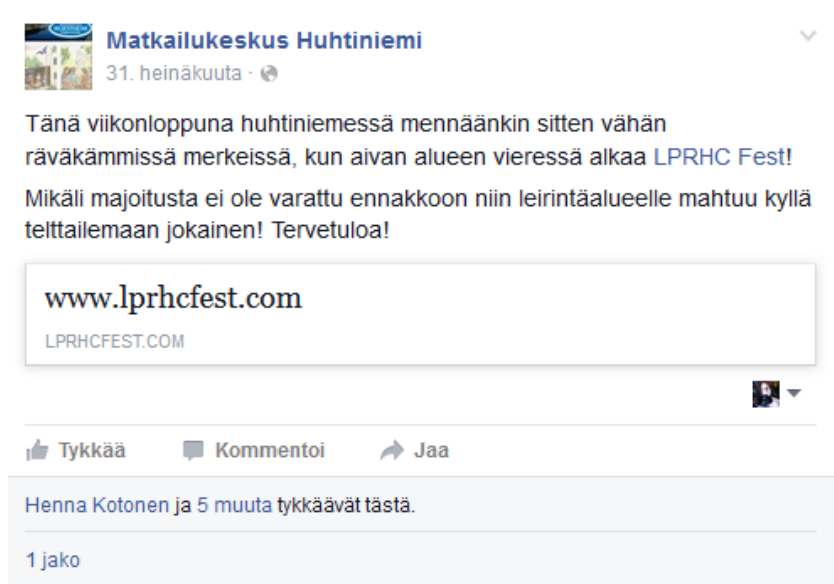 Matkailukeskus Huhtiniemi
31. heinäkuuta ·
Tänä viikonloppuna huhtiniemessä mennäänkin sitten vähän
räväkämmissä merkeissä, kun aivan alueen vieressä alkaa LPRHC Fest!
Mikäli majoitusta ei ole varattu ennakkoon niin leirintäalueelle mahtuu kyllä
telttailemaan jokainen! Tervetuloa!
www.lprhcfest.com
LPRHCFEST.COM
Tykkää Kommentoi Jaa
Henna Kotonen ja 5 muuta tykkäävät tästä.
1 jako